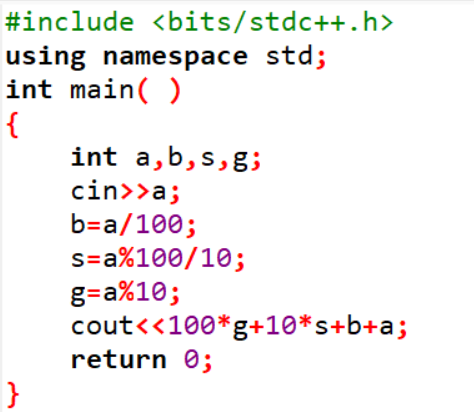 #include <bits/stdc++.h>
using namespace std;
int main( )
{
    int a,b,s,g;
    cin>>a;
    b=a/100;
    s=a%100/10;
    g=a%10;
    cout<<100*g+10*s+b+a;
    return 0;
}